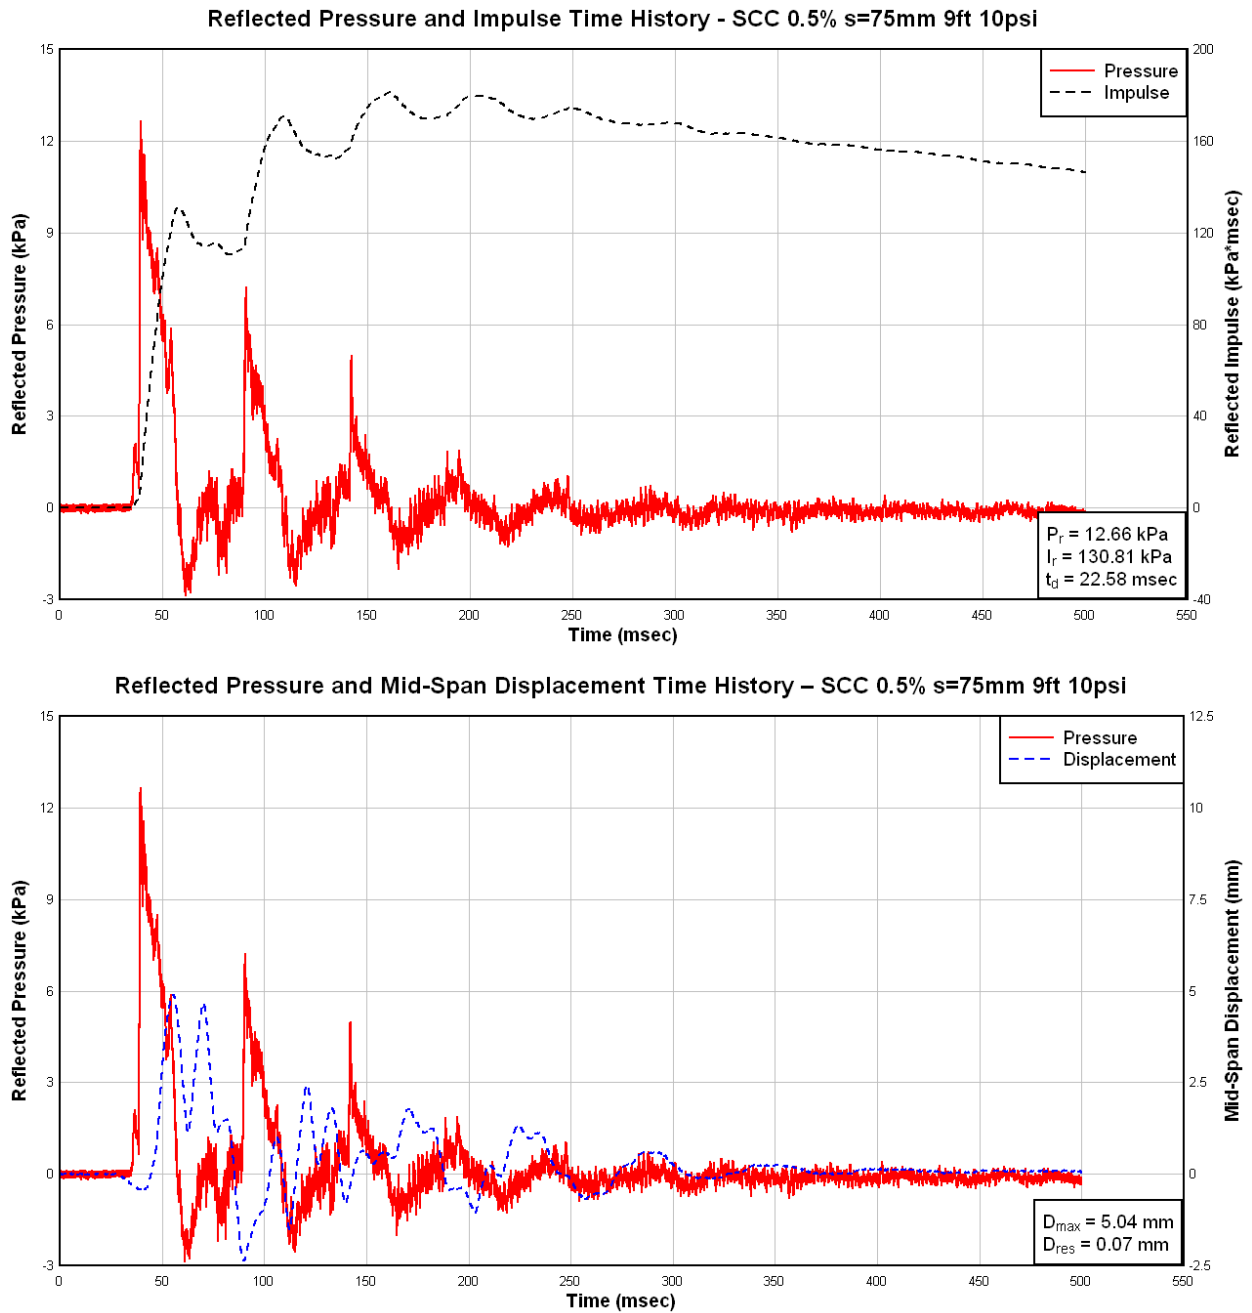 Reflected Pressure and Impulse Time History - SCC 0.5% s=75mm 9ft 10psi
15
12
9
6
3
0
-3
Reflected Pressure (kPa)
200
160
120
80
40
0
-40
Reflected Impulse (kPa*msec)
Pressure
Impulse
Pr = 12.66 kPa
Ir = 130.81 kPa
td = 22.58 msec
0 50 100 150 200 250 300 350 400 450 500 550
Time (msec)
Reflected Pressure and Mid-Span Displacement Time History – SCC 0.5% s=75mm 9ft 10psi
15
12
9
6
3
0
-3
Reflected Pressure (kPa)
12.5
10
7.5
5
2.5
0
-2.5
Mid-Span Displacement (mm)
Pressure
Displacement
Dmax = 5.04 mm
Dres = 0.07 mm
0 50 100 150 200 250 300 350 400 450 500 550
Time (msec)